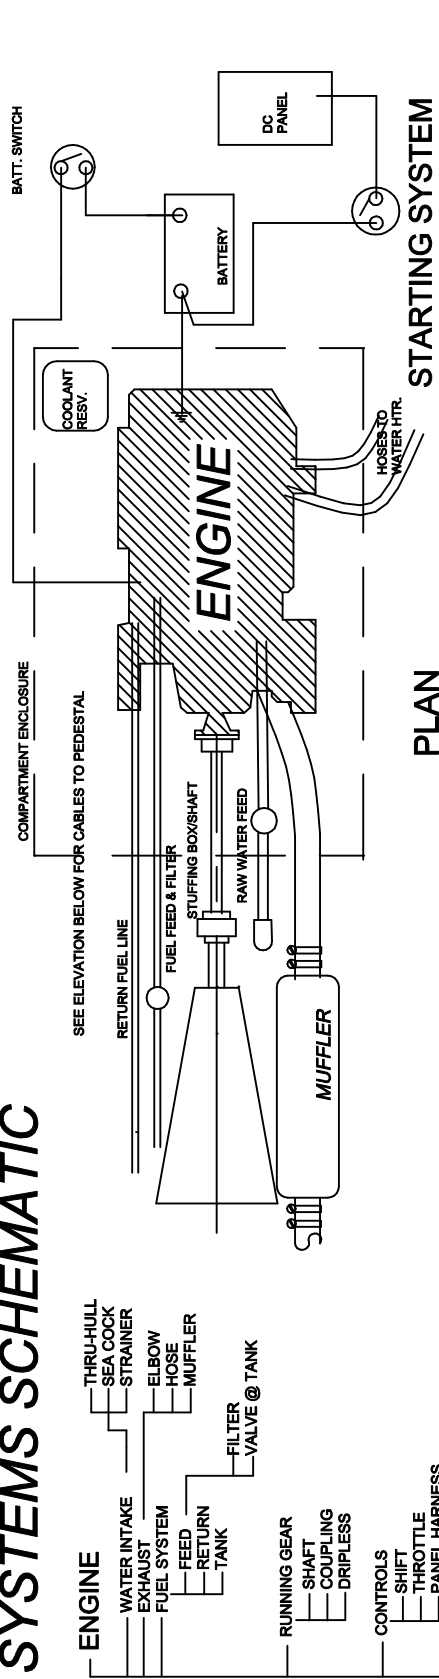 SYSTEMS SCHEMATIC
ENGINE
WATER INTAKE
THRU-HULL
SEA COCK
STRAINER
EXHAUST
ELBOW
HOSE
MUFFLER
FUEL SYSTEM
FEED
RETURN
TANK
FILTER
VALVE @ TANK
RUNNING GEAR
SHAFT
COUPLING
DRIPLESS
CONTROLS
SHIFT
THROTTLE
PANEL HARNESS
COMPARTMENT ENCLOSURE
SEE ELEVATION BELOW FOR CABLES TO PEDESTAL
RETURN FUEL LINE
FUEL FEED & FILTER
STUFFING BOX/SHAFT
RAW WATER FEED
MUFFLER
ENGINE
COOLANT
RESV.
HOSES TO
WATER HTR.
PLAN
BATT. SWITCH
BATTERY
DC
PANEL
STARTING SYSTEM